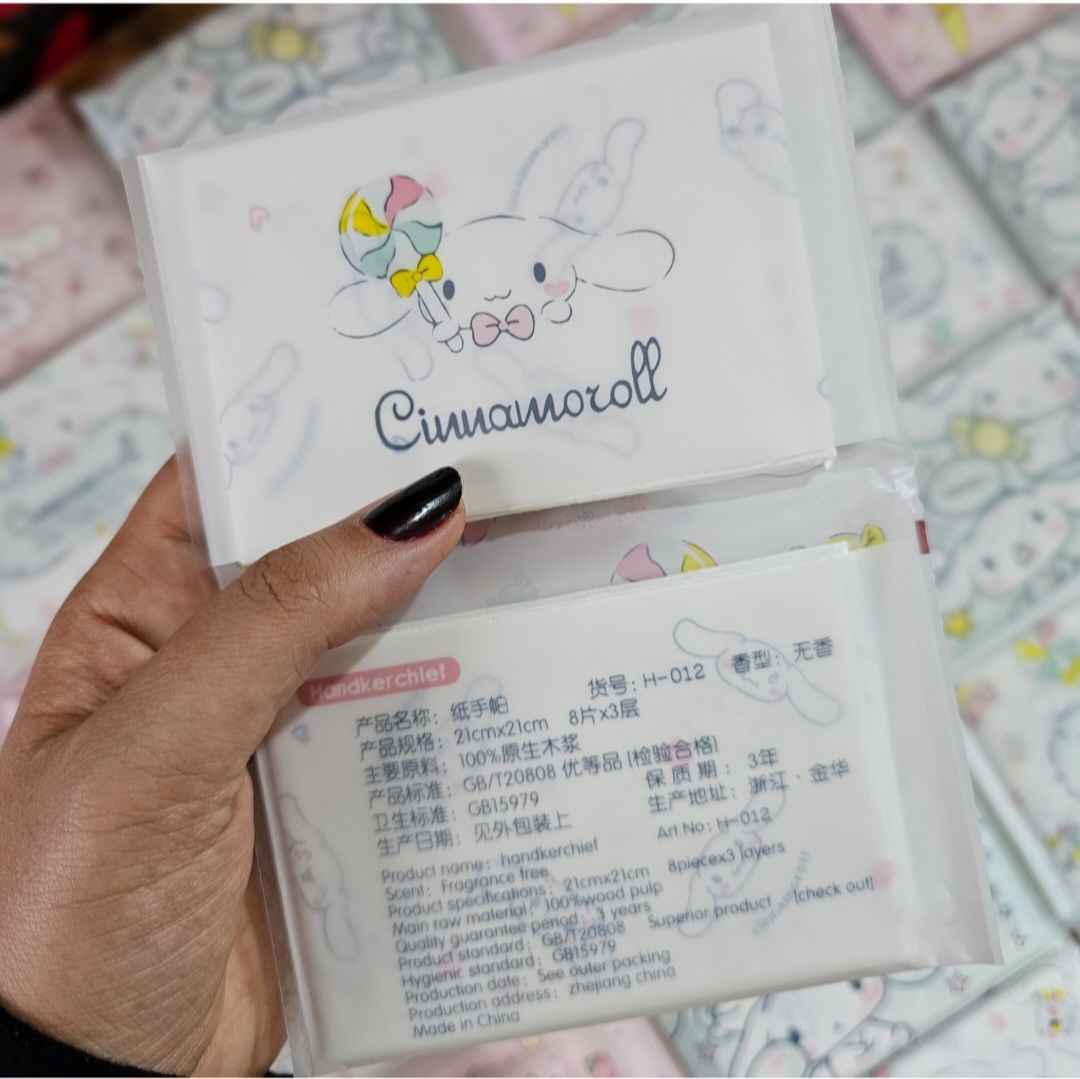 Cinnamoroll
Handkerchief
产品名称：纸手帕 货号：H-012 香型：无香
产品规格：21cmx21cm 8片x3层
主要原料：100%原生木浆
产品标准：GB/T20808 优等品 (检验合格)
卫生标准：GB15979 保质期：3年
生产日期：见外包装上 生产地址：浙江·金华
Product name：handkerchief Art No：H-012
Scent：Fragrance free
Product specifications：21cmx21cm 8piecex3 layers
Main raw material：100%wood pulp
Quality guarantee period：3 years
Product standard：GB/T20808 Superior product (check out)
Hygienic standard：GB15979
Production date：See outer packing
Production address：zhejiang china
Made in China